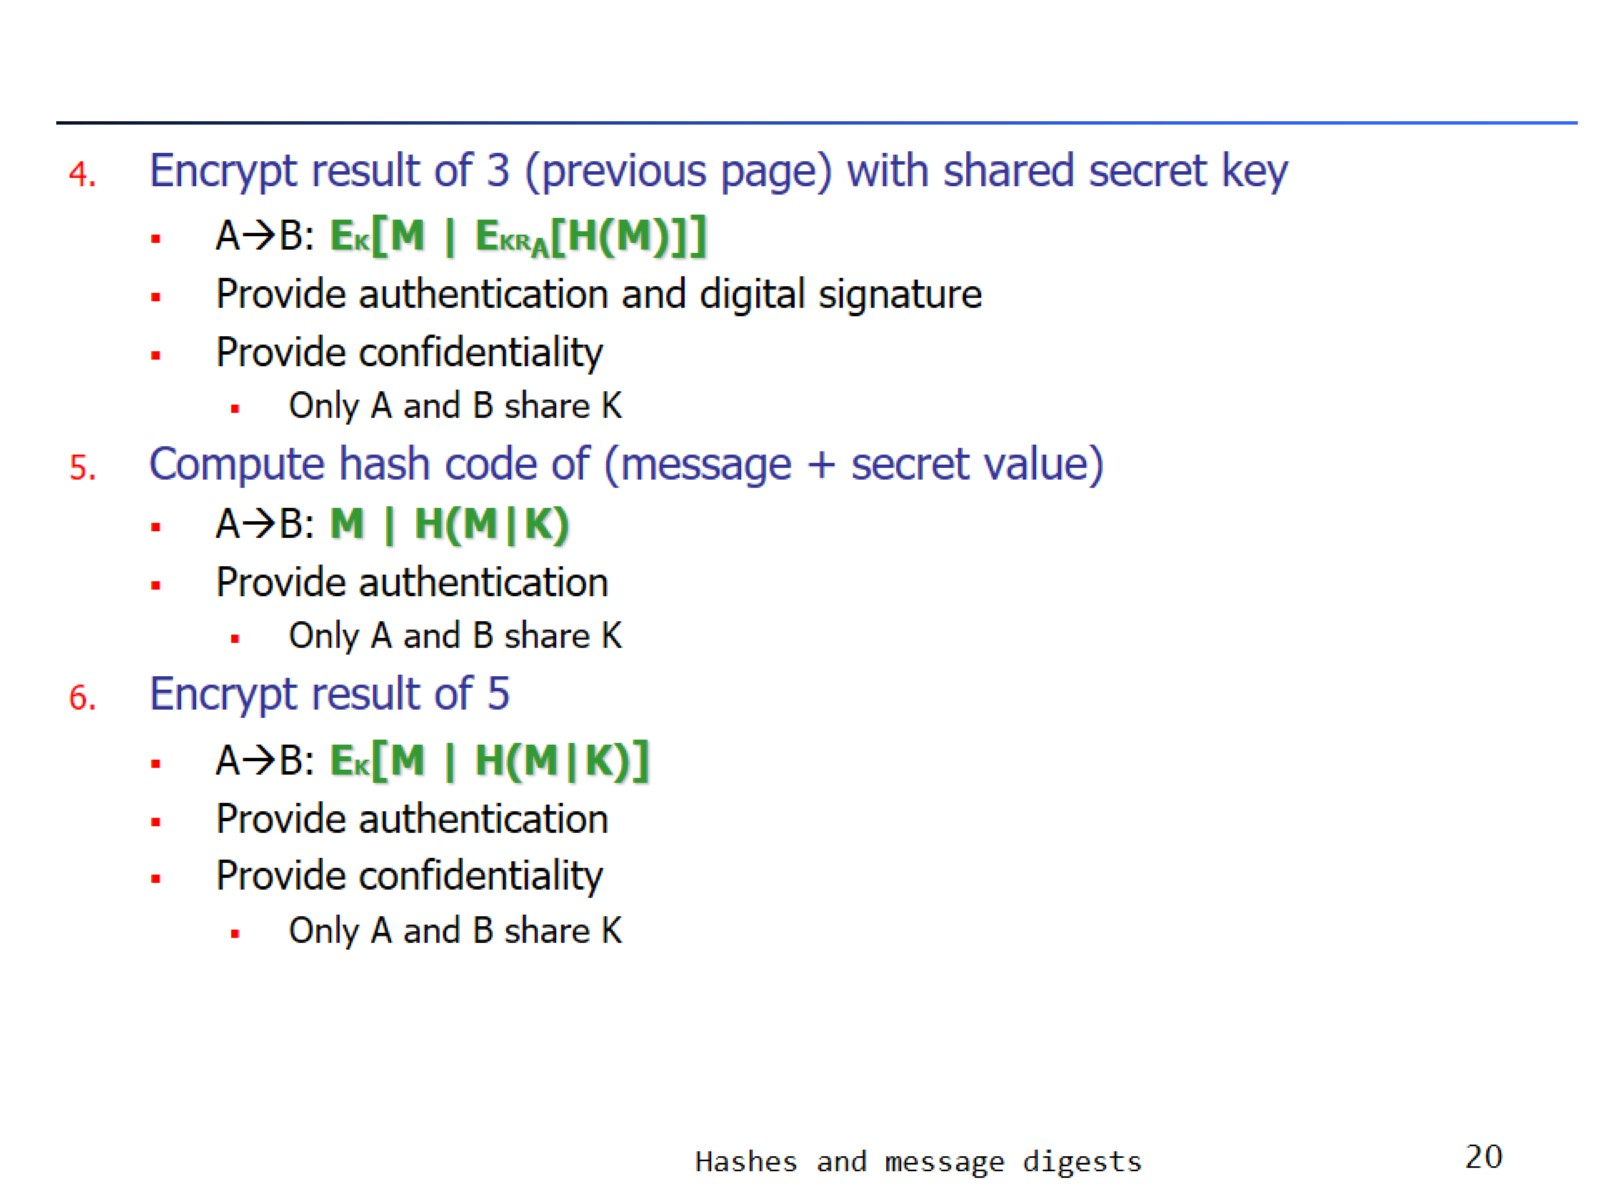 4. Encrypt result of 3 (previous page) with shared secret key
▪ A→B: EK[M | EKRA[H(M)]]
▪ Provide authentication and digital signature
▪ Provide confidentiality
▪ Only A and B share K
5. Compute hash code of (message + secret value)
▪ A→B: M | H(M|K)
▪ Provide authentication
▪ Only A and B share K
6. Encrypt result of 5
▪ A→B: EK[M | H(M|K)]
▪ Provide authentication
▪ Provide confidentiality
▪ Only A and B share K
Hashes and message digests
20